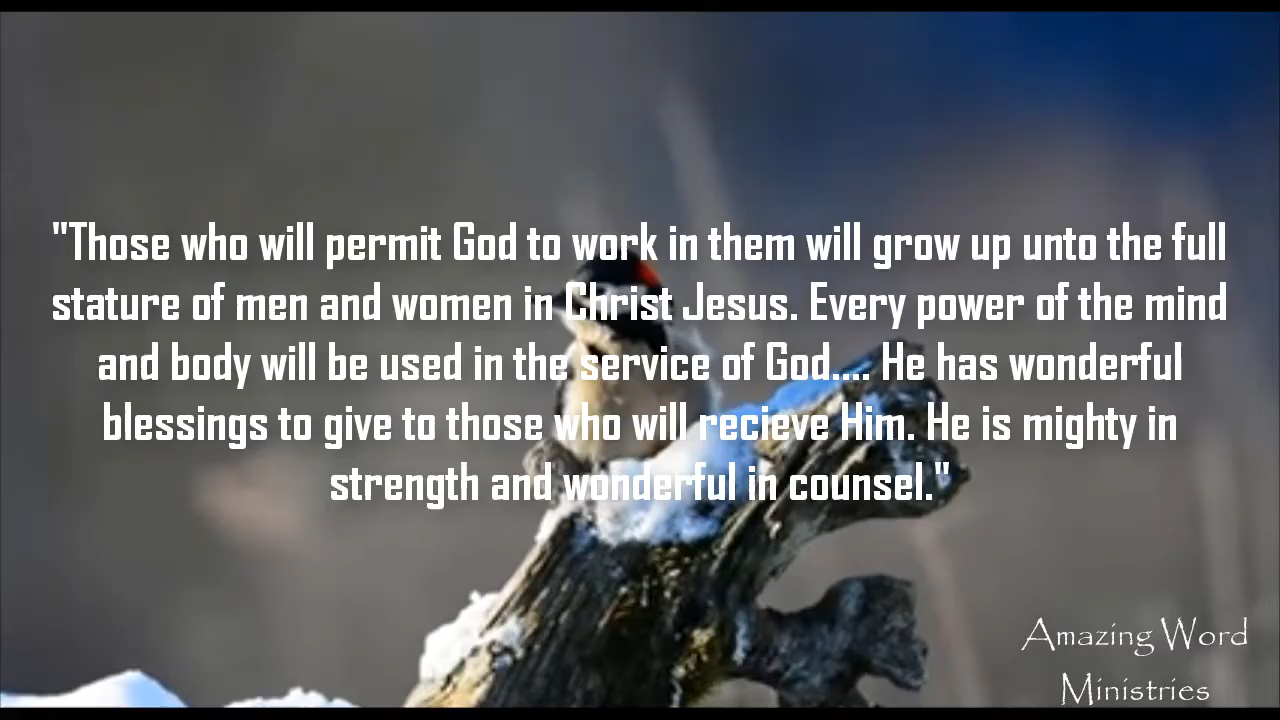 "Those who will permit God to work in them will grow up unto the full
stature of men and women in Christ Jesus. Every power of the mind
and body will be used in the service of God.... He has wonderful
blessings to give to those who will recieve Him. He is mighty in
strength and wonderful in counsel."
Amazing Word
Ministries